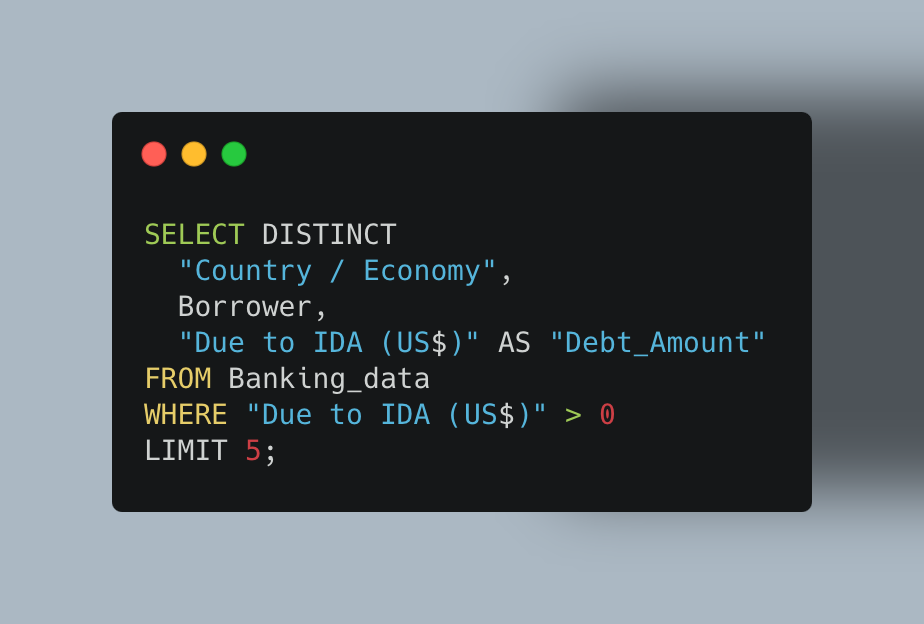 SELECT DISTINCT
  "Country / Economy",
  Borrower,
  "Due to IDA (US$)" AS "Debt_Amount"
FROM Banking_data
WHERE "Due to IDA (US$)" > 0
LIMIT 5;